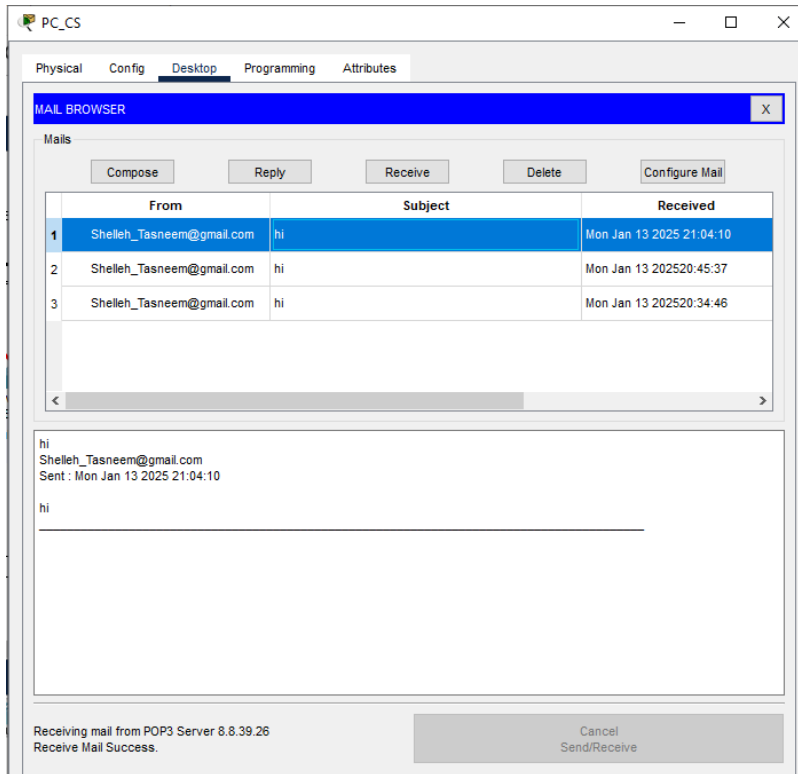 PC_CS
Physical Config Desktop Programming Attributes
MAIL BROWSER X
Mails
Compose Reply Receive Delete Configure Mail
From Subject Received
1 Shelleh_Tasneem@gmail.com hi Mon Jan 13 2025 21:04:10
2 Shelleh_Tasneem@gmail.com hi Mon Jan 13 202520:45:37
3 Shelleh_Tasneem@gmail.com hi Mon Jan 13 202520:34:46
hi
Shelleh_Tasneem@gmail.com
Sent : Mon Jan 13 2025 21:04:10
hi
Receiving mail from POP3 Server 8.8.39.26
Receive Mail Success.
Cancel
Send/Receive